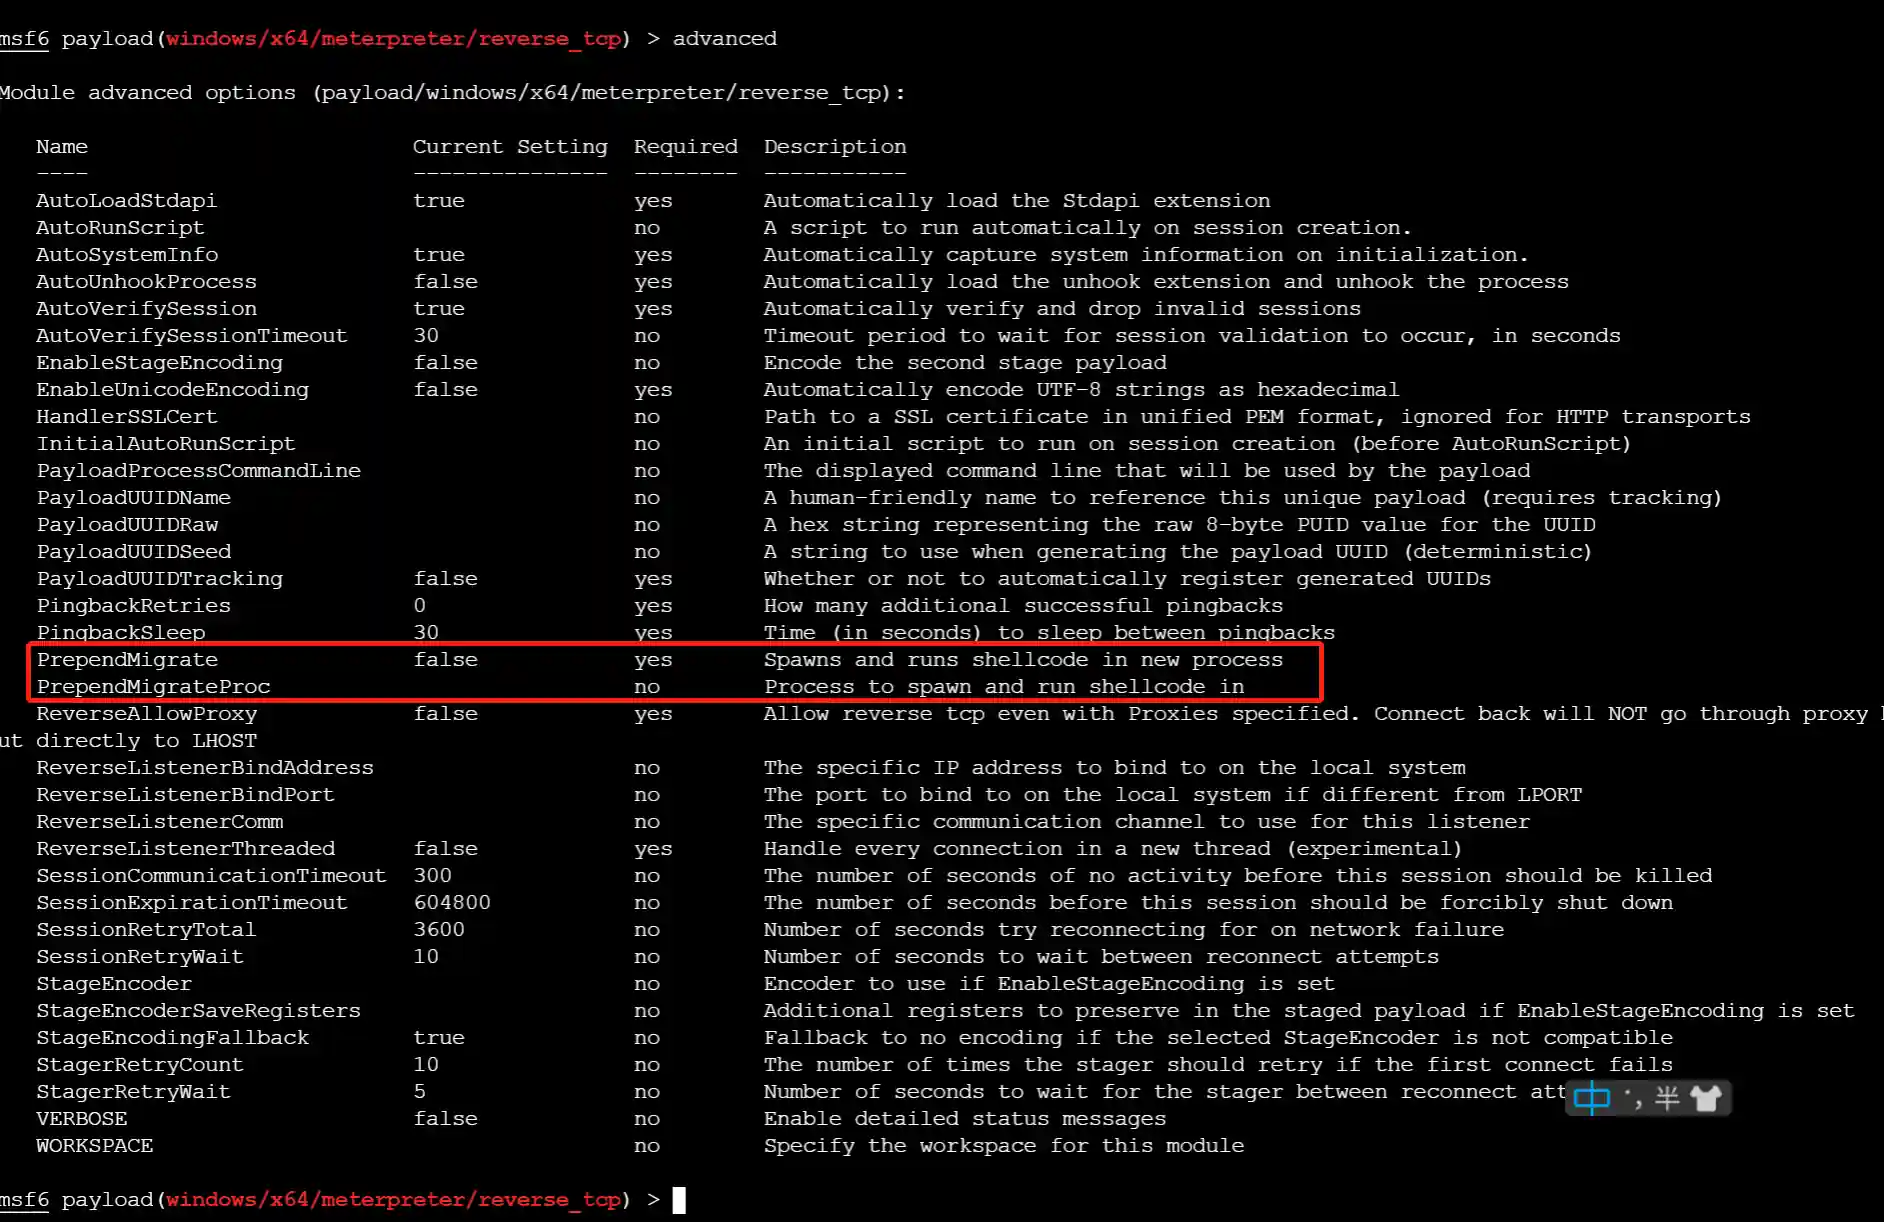 msf6 payload(windows/x64/meterpreter/reverse_tcp) > advanced
Module advanced options (payload/windows/x64/meterpreter/reverse_tcp):
Name Current Setting Required Description
---- --------------- -------- -----------
AutoLoadStdapi true yes Automatically load the Stdapi extension
AutoRunScript no A script to run automatically on session creation.
AutoSystemInfo true yes Automatically capture system information on initialization.
AutoUnhookProcess false yes Automatically load the unhook extension and unhook the process
AutoVerifySession true yes Automatically verify and drop invalid sessions
AutoVerifySessionTimeout 30 no Timeout period to wait for session validation to occur, in seconds
EnableStageEncoding false no Encode the second stage payload
EnableUnicodeEncoding false yes Automatically encode UTF-8 strings as hexadecimal
HandlerSSLCert no Path to a SSL certificate in unified PEM format, ignored for HTTP transports
InitialAutoRunScript no An initial script to run on session creation (before AutoRunScript)
PayloadProcessCommandLine no The displayed command line that will be used by the payload
PayloadUUIDName no A human-friendly name to reference this unique payload (requires tracking)
PayloadUUIDRaw no A hex string representing the raw 8-byte PUID value for the UUID
PayloadUUIDSeed no A string to use when generating the payload UUID (deterministic)
PayloadUUIDTracking false yes Whether or not to automatically register generated UUIDs
PingbackRetries 0 yes How many additional successful pingbacks
PingbackSleep 30 yes Time (in seconds) to sleep between pingbacks
PrependMigrate false yes Spawns and runs shellcode in new process
PrependMigrateProc no Process to spawn and run shellcode in
ReverseAllowProxy false yes Allow reverse tcp even with Proxies specified. Connect back will NOT go through proxy
ut directly to LHOST
ReverseListenerBindAddress no The specific IP address to bind to on the local system
ReverseListenerBindPort no The port to bind to on the local system if different from LPORT
ReverseListenerComm no The specific communication channel to use for this listener
ReverseListenerThreaded false yes Handle every connection in a new thread (experimental)
SessionCommunicationTimeout 300 no The number of seconds of no activity before this session should be killed
SessionExpirationTimeout 604800 no The number of seconds before this session should be forcibly shut down
SessionRetryTotal 3600 no Number of seconds try reconnecting for on network failure
SessionRetryWait 10 no Number of seconds to wait between reconnect attempts
StageEncoder no Encoder to use if EnableStageEncoding is set
StageEncoderSaveRegisters no Additional registers to preserve in the staged payload if EnableStageEncoding is set
StageEncodingFallback true no Fallback to no encoding if the selected StageEncoder is not compatible
StagerRetryCount 10 no The number of times the stager should retry if the first connect fails
StagerRetryWait 5 no Number of seconds to wait for the stager between reconnect att
中 半
VERBOSE false no Enable detailed status messages
WORKSPACE no Specify the workspace for this module
msf6 payload(windows/x64/meterpreter/reverse_tcp) >